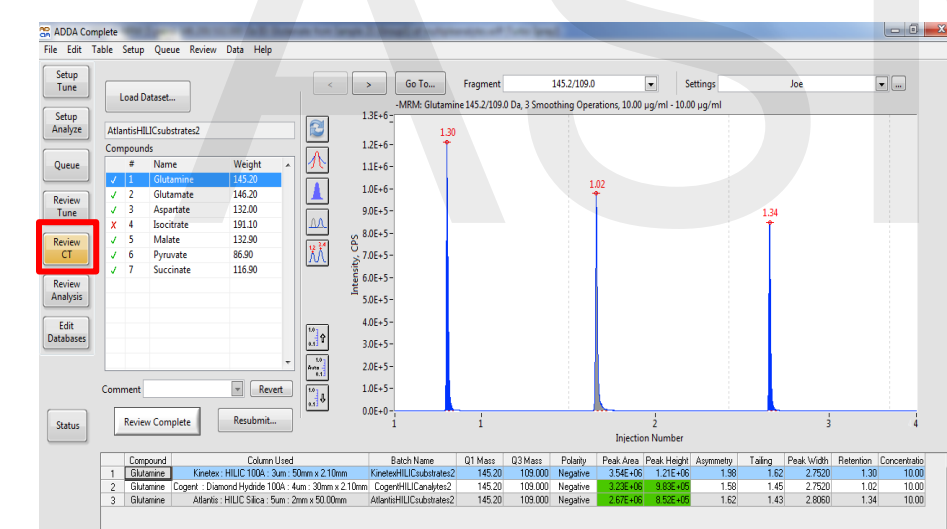 ADDA Complete
File Edit Table Setup Queue Review Data Help
Setup Tune
Setup Analyze
Queue
Review Tune
Review CT
Review Analysis
Edit Databases
Status
Load Dataset...
AtlantisHILICsubstrates2
Compounds
# Name Weight
✓ 1 Glutamine 145.20
✓ 2 Glutamate 146.20
✓ 3 Aspartate 132.00
X 4 Isocitrate 191.10
✓ 5 Malate 132.90
✓ 6 Pyruvate 86.90
✓ 7 Succinate 116.90
Comment Revert
Review Complete Resubmit...
< > Go To... Fragment 145.2/109.0 Settings Joe ...
-MRM: Glutamine 145.2/109.0 Da, 3 Smoothing Operations, 10.00 µg/ml - 10.00 µg/ml
Intensity, CPS
1.3E+6
1.2E+6
1.1E+6
1.0E+6
9.0E+5
8.0E+5
7.0E+5
6.0E+5
5.0E+5
4.0E+5
3.0E+5
2.0E+5
1.0E+5
0.0E+0
1.30
1.02
1.34
1 1 2 3 4
Injection Number
Compound Column Used Batch Name Q1 Mass Q3 Mass Polarity Peak Area Peak Height Asymmetry Tailing Peak Width Retention Concentratio
1 Glutamine Kinetex : HILIC 100A : 3um : 50mm x 2.10mm KinetexHILICsubstrates2 145.20 109.000 Negative 3.54E+06 1.21E+06 1.98 1.62 2.7520 1.30 10.00
2 Glutamine Cogent : Diamond Hydride 100A : 4um : 30mm x 2.10mm CogentHILICanalytes2 145.20 109.000 Negative 3.23E+06 9.83E+05 1.58 1.45 2.7520 1.02 10.00
3 Glutamine Atlantis : HILIC Silica : 5um : 2mm x 50.00mm AtlantisHILICsubstrates2 145.20 109.000 Negative 2.67E+06 8.52E+05 1.62 1.43 2.8060 1.34 10.00